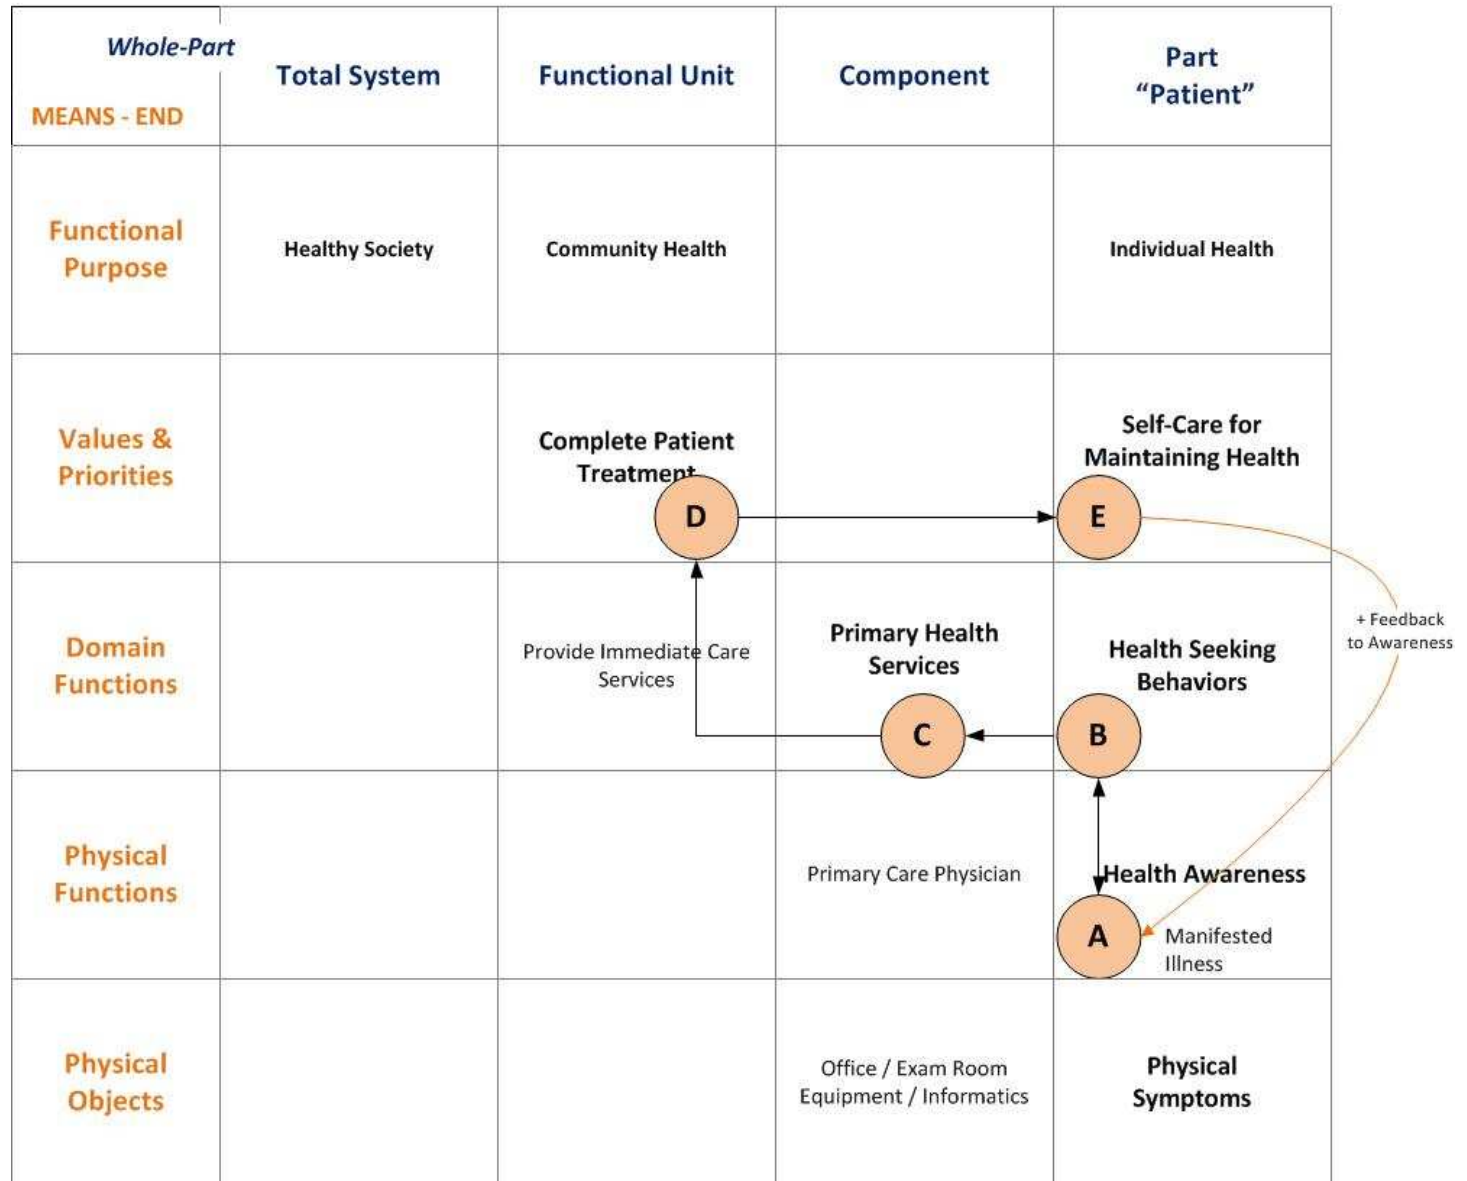 Whole-Part
MEANS - END
Total System
Functional Unit
Component
Part
“Patient”
Functional
Purpose
Healthy Society
Community Health
Individual Health
Values &
Priorities
Complete Patient
Treatment
D
Self-Care for
Maintaining Health
E
Domain
Functions
Provide Immediate Care
Services
Primary Health
Services
C
Health Seeking
Behaviors
B
+ Feedback
to Awareness
Physical
Functions
Primary Care Physician
Health Awareness
A
Manifested
Illness
Physical
Objects
Office / Exam Room
Equipment / Informatics
Physical
Symptoms